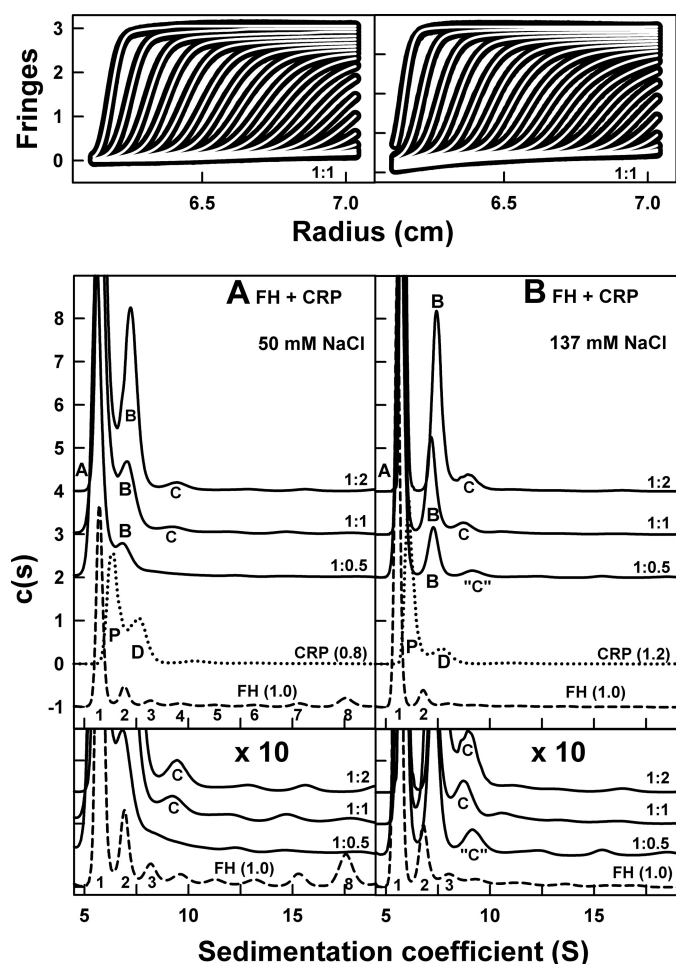 Fringes
3
2
1
0
1:1
1:1
6.5
7.0
6.5
7.0
Radius (cm)
A FH + CRP
50 mM NaCl
B FH + CRP
137 mM NaCl
c(s)
8
7
6
5
4
3
2
1
0
-1
A
B
C
1:2
B
C
1:1
B
1:0.5
P
D
CRP (0.8)
FH (1.0)
1
2
3
4
5
6
7
8
A
B
C
1:2
B
C
1:1
B
"C"
1:0.5
P
D
CRP (1.2)
FH (1.0)
1
2
x 10
C
1:2
C
1:1
1:0.5
FH (1.0)
1
2
3
8
x 10
C
1:2
C
1:1
"C"
1:0.5
FH (1.0)
1
2
3
5
10
15
5
10
15
Sedimentation coefficient (S)